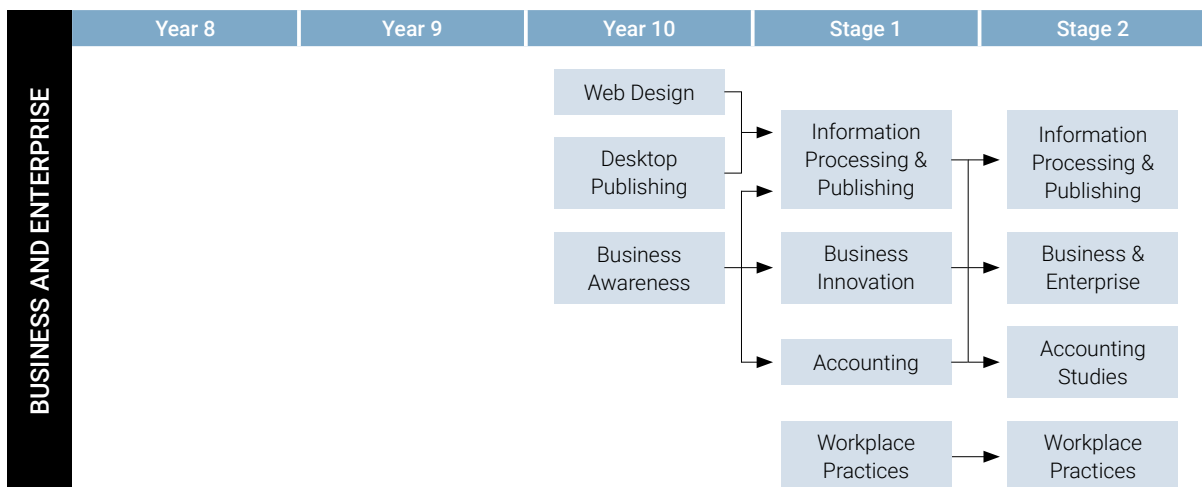 BUSINESS AND ENTERPRISE
Year 8
Year 9
Year 10
Stage 1
Stage 2
Web Design
Desktop
Publishing
Business
Awareness
Information
Processing &
Publishing
Business
Innovation
Accounting
Workplace
Practices
Information
Processing &
Publishing
Business &
Enterprise
Accounting
Studies
Workplace
Practices